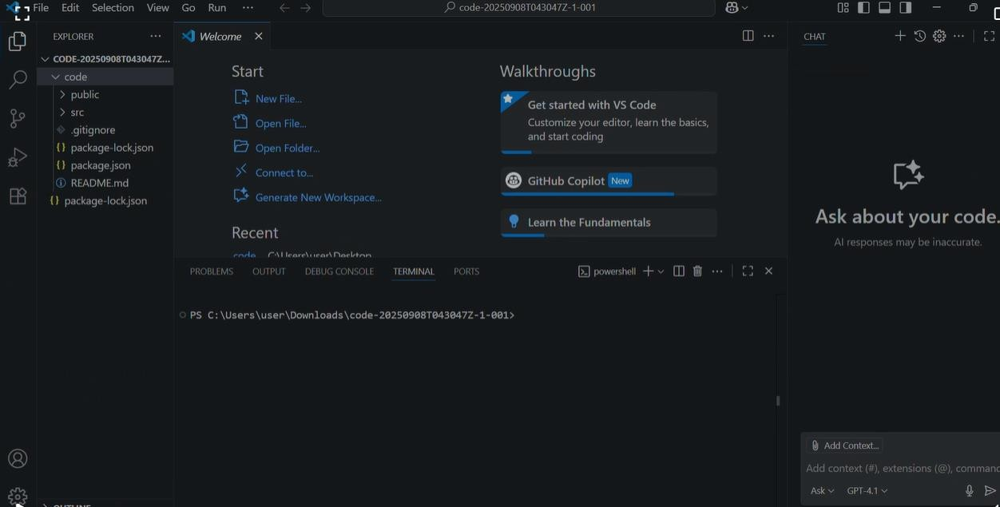 File Edit Selection View Go Run ···
code-20250908T043047Z-1-001
EXPLORER ···
CODE-20250908T043047Z...
code
public
src
.gitignore
package-lock.json
package.json
README.md
package-lock.json
Welcome
Start
New File...
Open File...
Open Folder...
Connect to...
Generate New Workspace...
Recent
code C:\Users\user\Desktop
Walkthroughs
Get started with VS Code
Customize your editor, learn the basics,
and start coding
GitHub Copilot New
Learn the Fundamentals
PROBLEMS OUTPUT DEBUG CONSOLE TERMINAL PORTS
powershell
PS C:\Users\user\Downloads\code-20250908T043047Z-1-001>
CHAT
Ask about your code.
AI responses may be inaccurate.
Add Context...
Add context (#), extensions (@), command
Ask GPT-4.1
OUTLINE